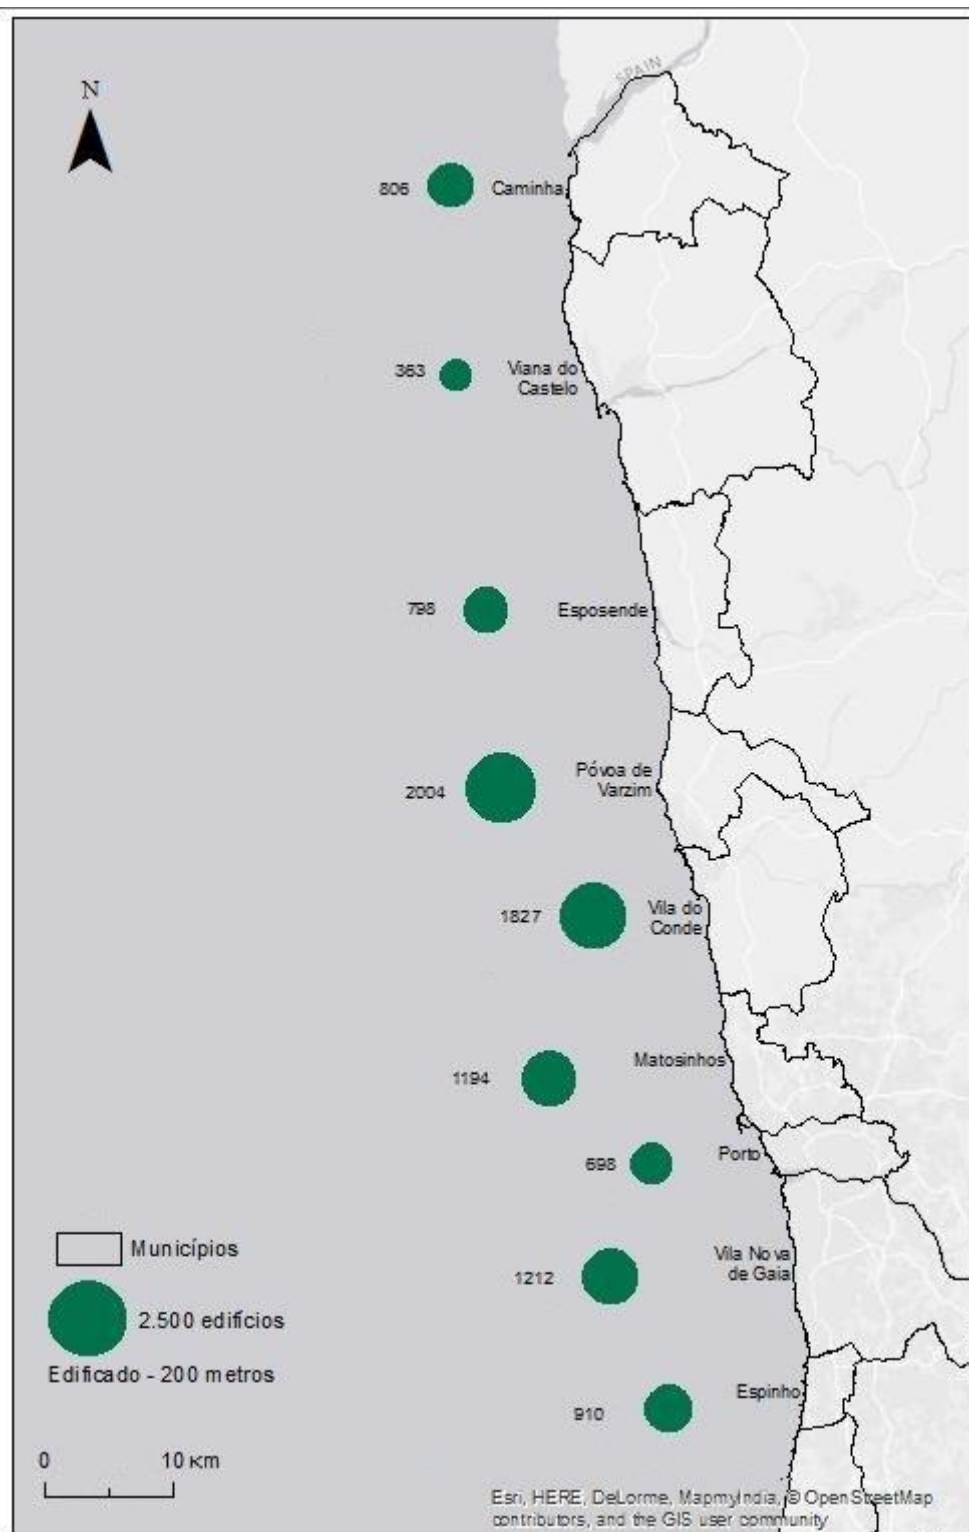 N
SPAIN
806
Caminha
363
Viana do
Castelo
798
Esposende
2004
Póvoa de
Varzim
1827
Vila do
Conde
1194
Matosinhos
698
Porto
1212
Vila Nova
de Gaia
910
Espinho
Municípios
2.500 edifícios
Edificado - 200 metros
0 10 Km
Esri, HERE, DeLorme, MapmyIndia, © OpenStreetMap
contributors, and the GIS user community